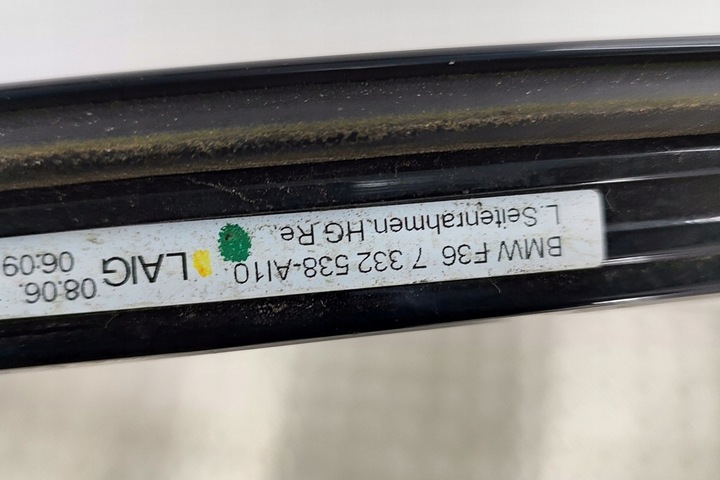 BMW F36 7 332 538-AI10
L.Seitenrahmen.HG.Re
LAIG
08.06.
06:09